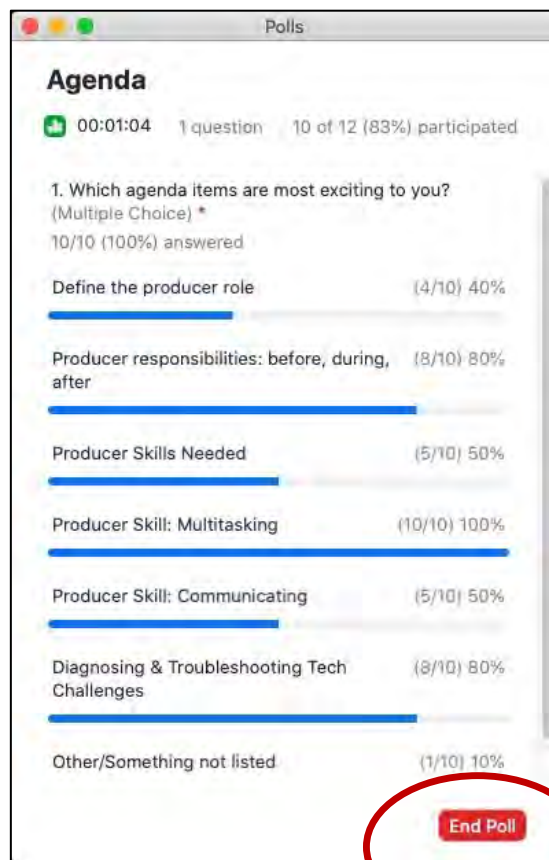 Polls
Agenda
00:01:04 1 question 10 of 12 (83%) participated
1. Which agenda items are most exciting to you?
(Multiple Choice) *
10/10 (100%) answered
Define the producer role (4/10) 40%
Producer responsibilities: before, during, (8/10) 80%
after
Producer Skills Needed (5/10) 50%
Producer Skill: Multitasking (10/10) 100%
Producer Skill: Communicating (5/10) 50%
Diagnosing & Troubleshooting Tech (8/10) 80%
Challenges
Other/Something not listed (1/10) 10%
End Poll